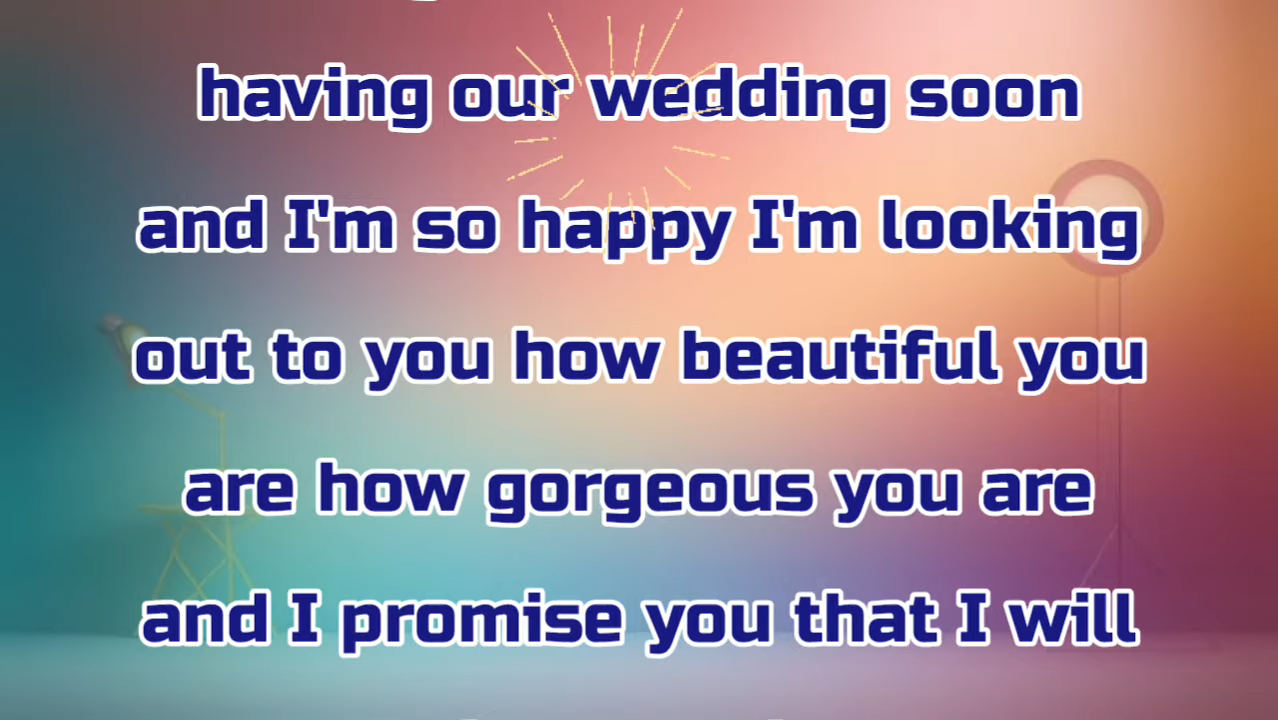 having our wedding soon
and I'm so happy I'm looking
out to you how beautiful you
are how gorgeous you are
and I promise you that I will